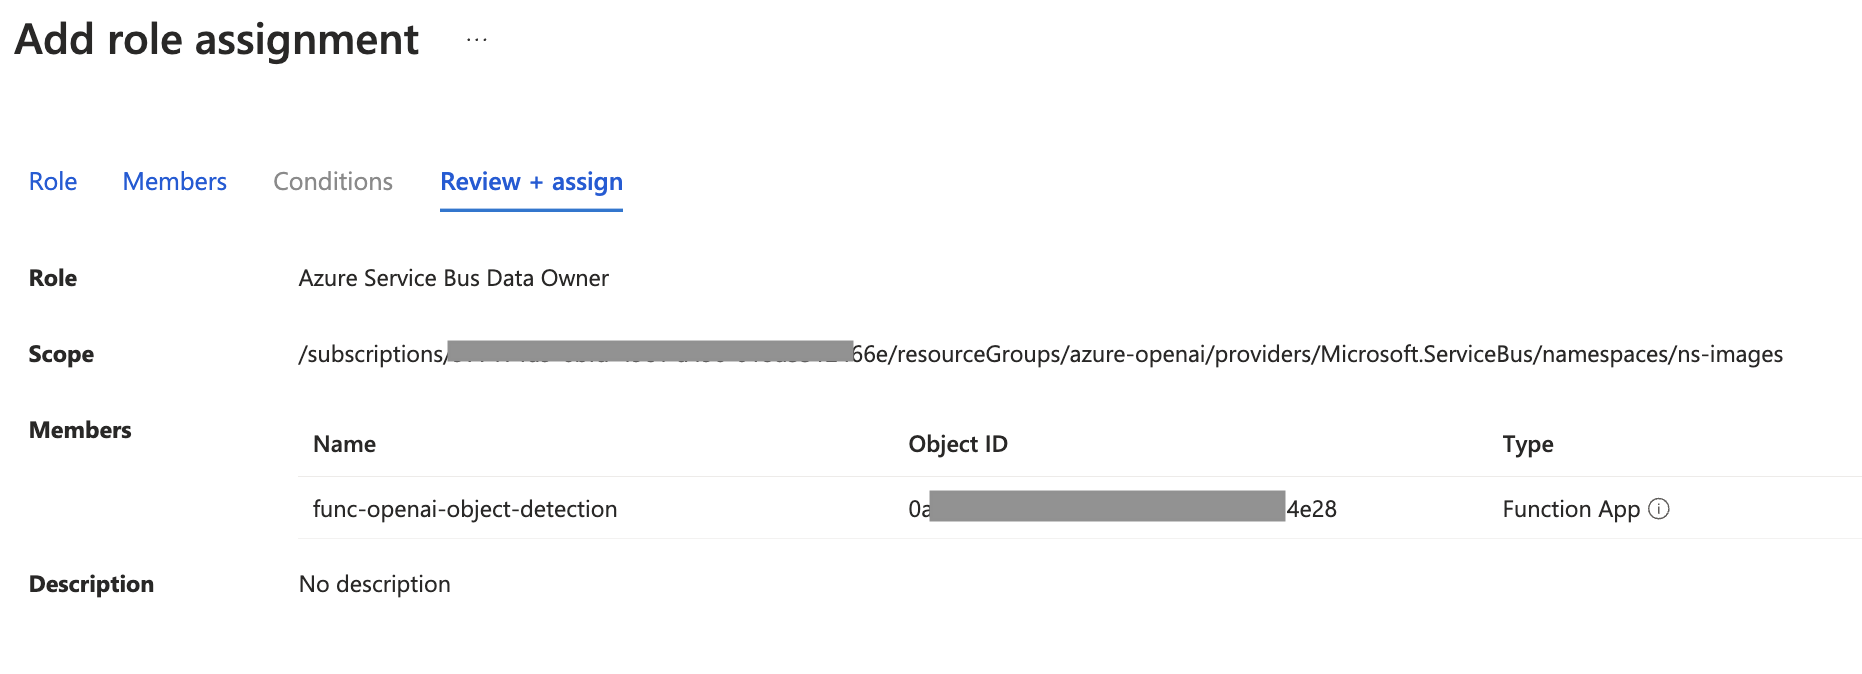 Add role assignment ...
Role Members Conditions Review + assign
Role Azure Service Bus Data Owner
Scope /subscriptions/ 66e/resourceGroups/azure-openai/providers/Microsoft.ServiceBus/namespaces/ns-images
Members
Name Object ID Type
func-openai-object-detection 0a 4e28 Function App
Description No description